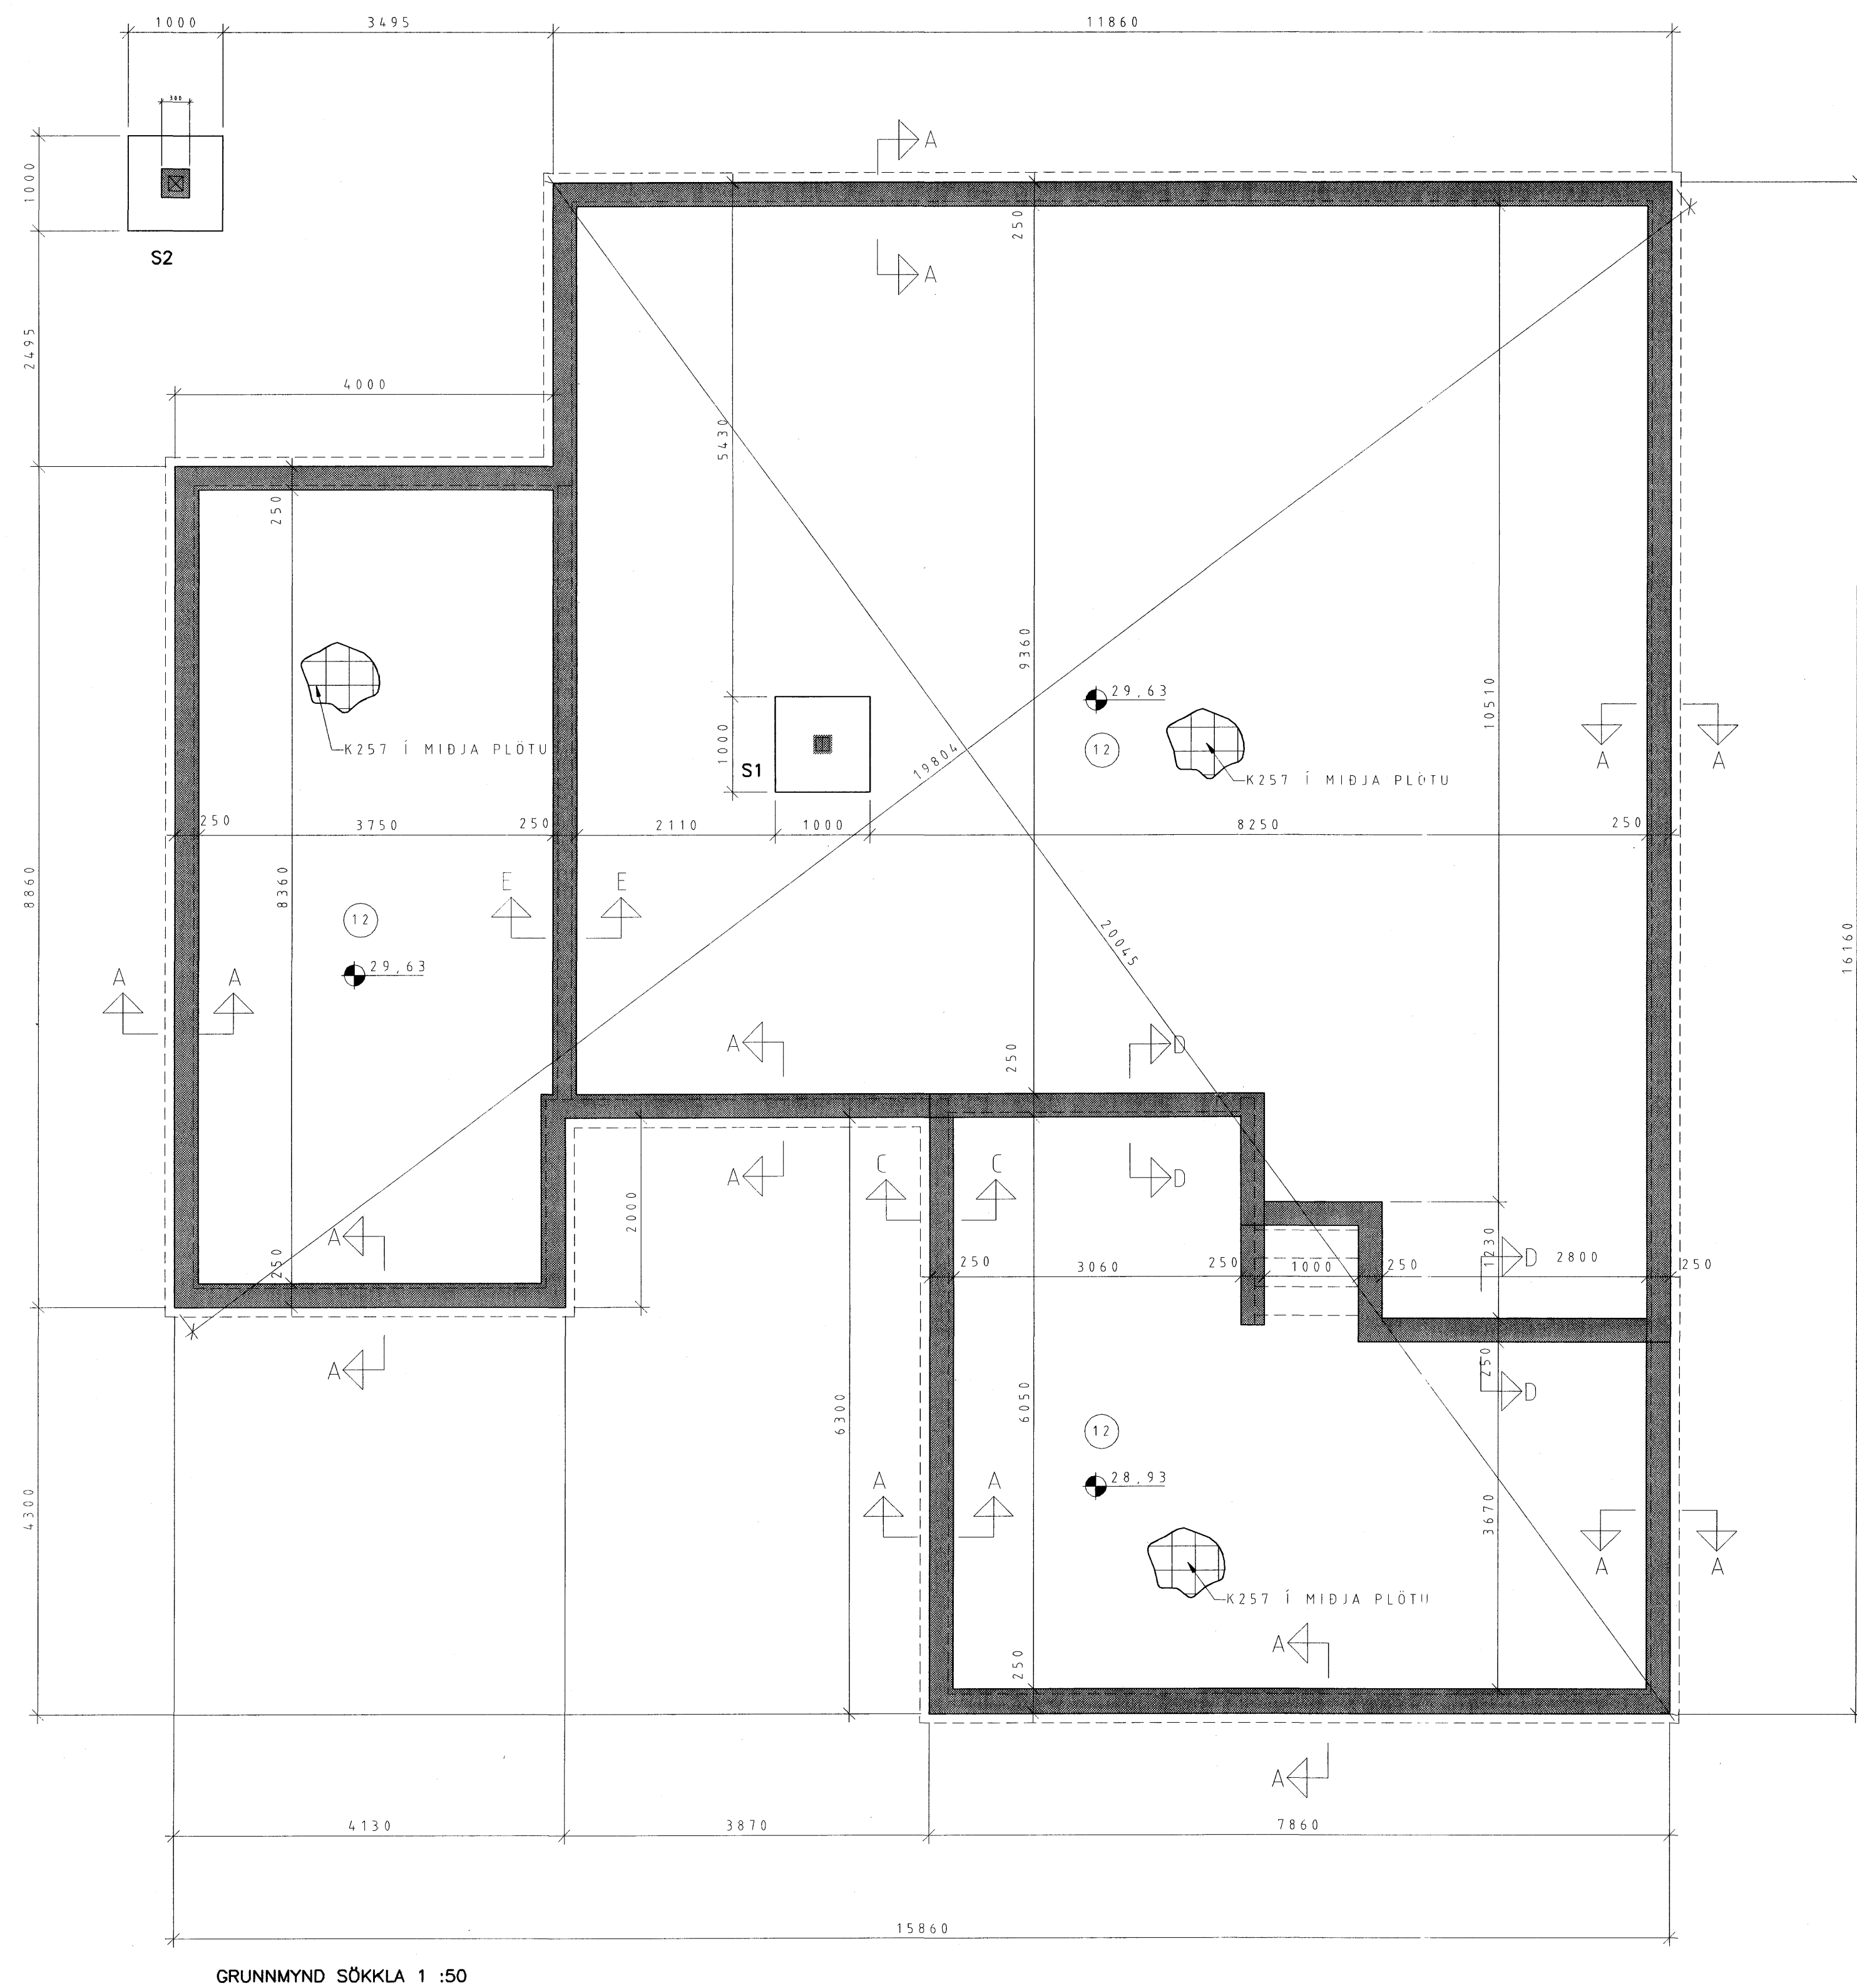 1000 3495 11860
300
A
1000
250
S2
A
2495
4000
5430
250
9360
10510
29,63
12
K257 Í MIÐJA PLÖTU
1000
S1
19804
K257 Í MIÐJA PLÖTU
A A
250 3750 250 2110 1000 8250 250
8860
8360
E E
12
20045
16160
29,63
A A
A
250
D
A
C C
D
2000
A
250
250 3060 250 1000 250 1230 D 2800 250
A
250
D
6300
6050
12
4300
28,93
A A
3670
A A
K257 Í MIÐJA PLÖTU
A
250
A
4130 3870 7860
15860
GRUNNMYND SÖKKLA 1 :50